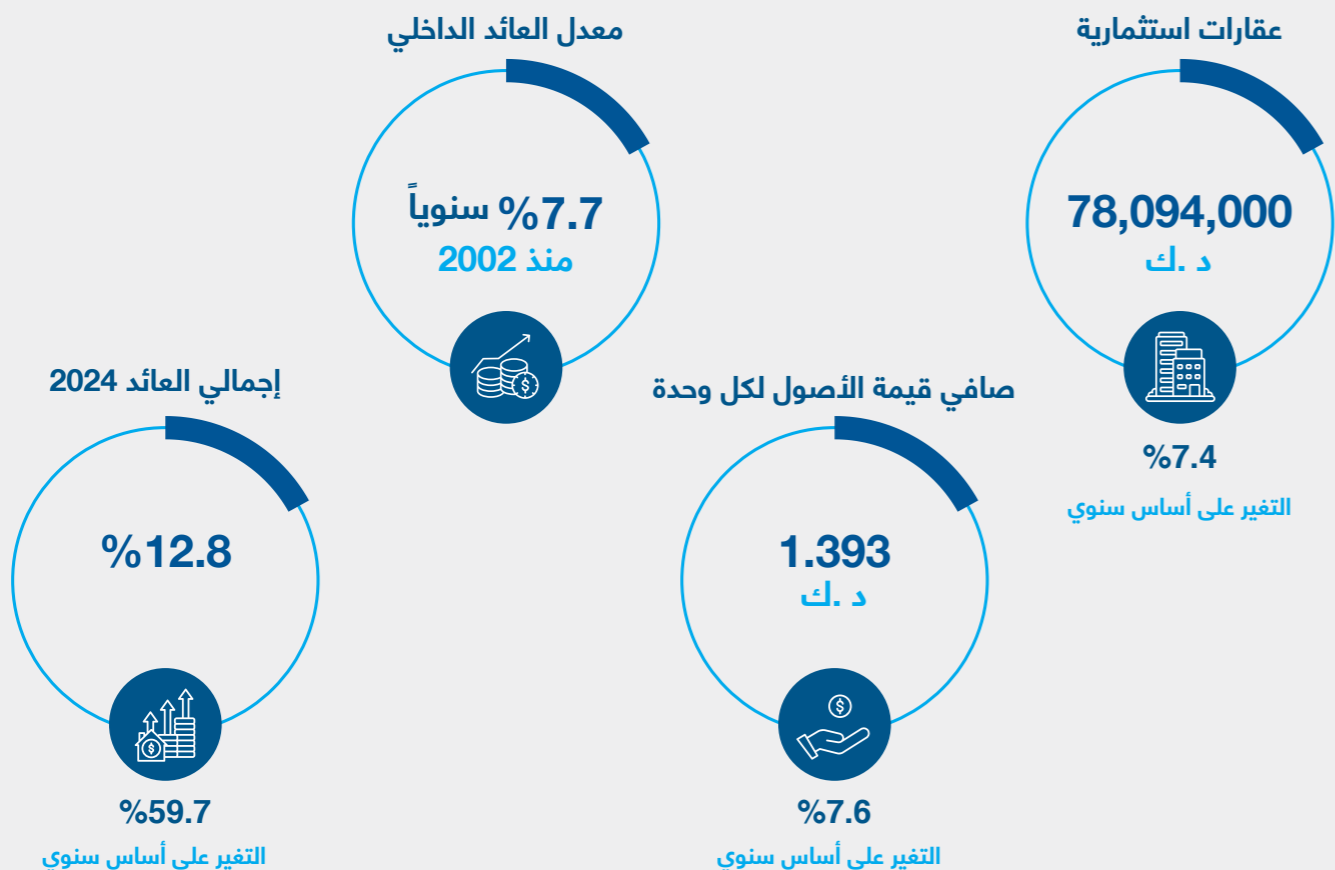 عقارات استثمارية
78,094,000
د .ك
%7.4
التغير على أساس سنوي
معدل العائد الداخلي
%7.7 سنوياً
منذ 2002
صافي قيمة الأصول لكل وحدة
1.393
د .ك
%7.6
التغير على أساس سنوي
إجمالي العائد 2024
%12.8
%59.7
التغير على أساس سنوي